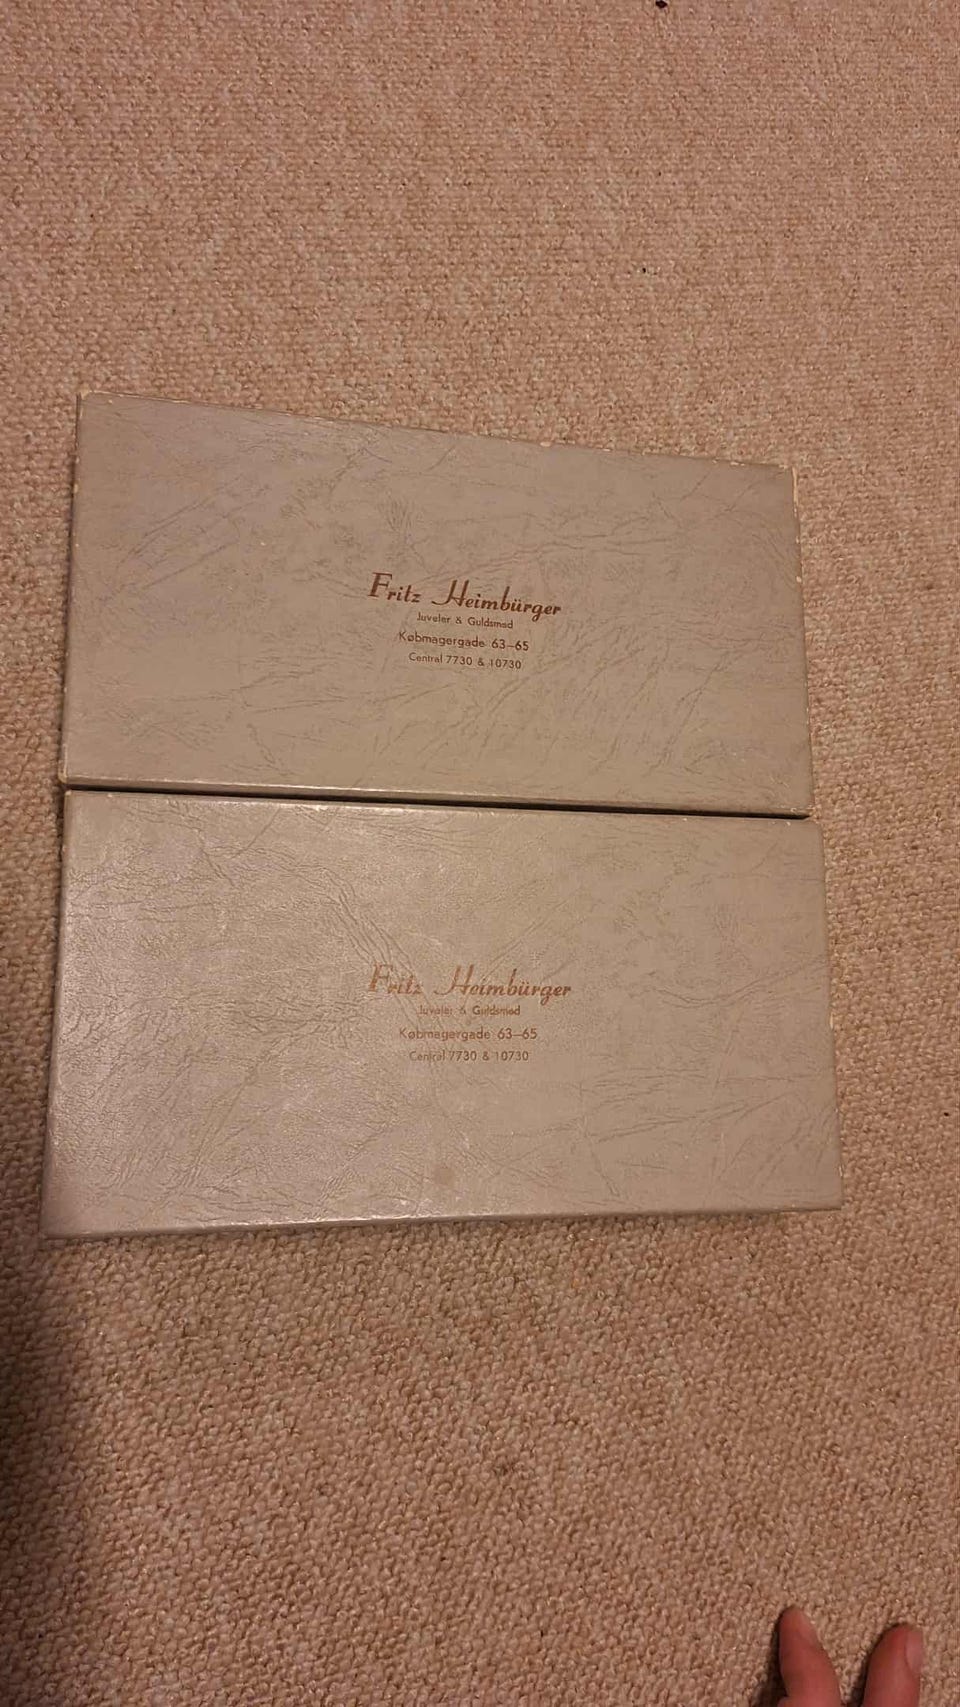 Fritz Heimbürger
Juveler & Guldsmed
Købmagergade 63-65
Central 7730 & 10730
Fritz Heimbürger
Juveler & Guldsmed
Købmagergade 63-65
Central 7730 & 10730